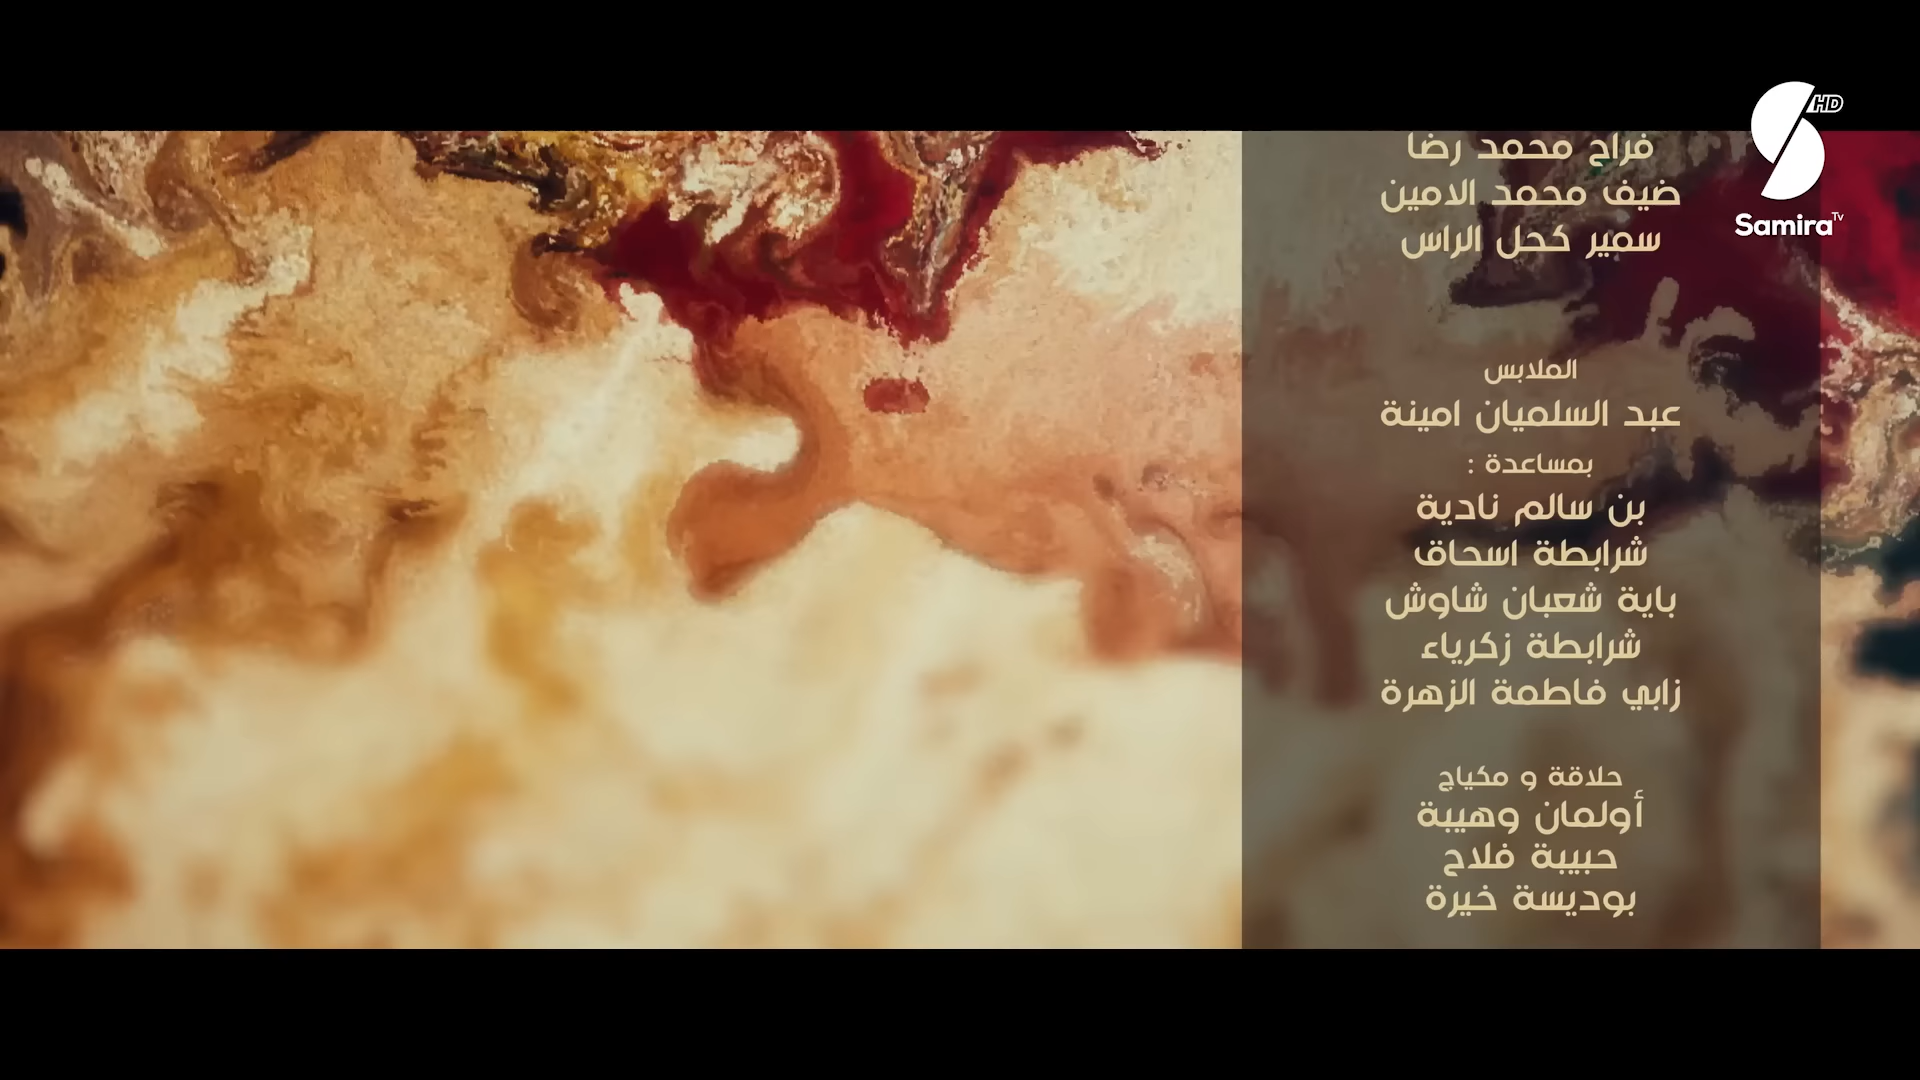 HD
Samira Tv
فراح محمد رضا
ضيف محمد الامين
سمير كحل الراس
الملابس
عبد السلميان امينة
بمساعدة :
بن سالم نادية
شرابطة اسحاق
باية شعبان شاوش
شرابطة زكرياء
زابي فاطمة الزهرة
حلاقة و مكياج
أولمان وهيبة
حبيبة فلاح
بوديسة خيرة